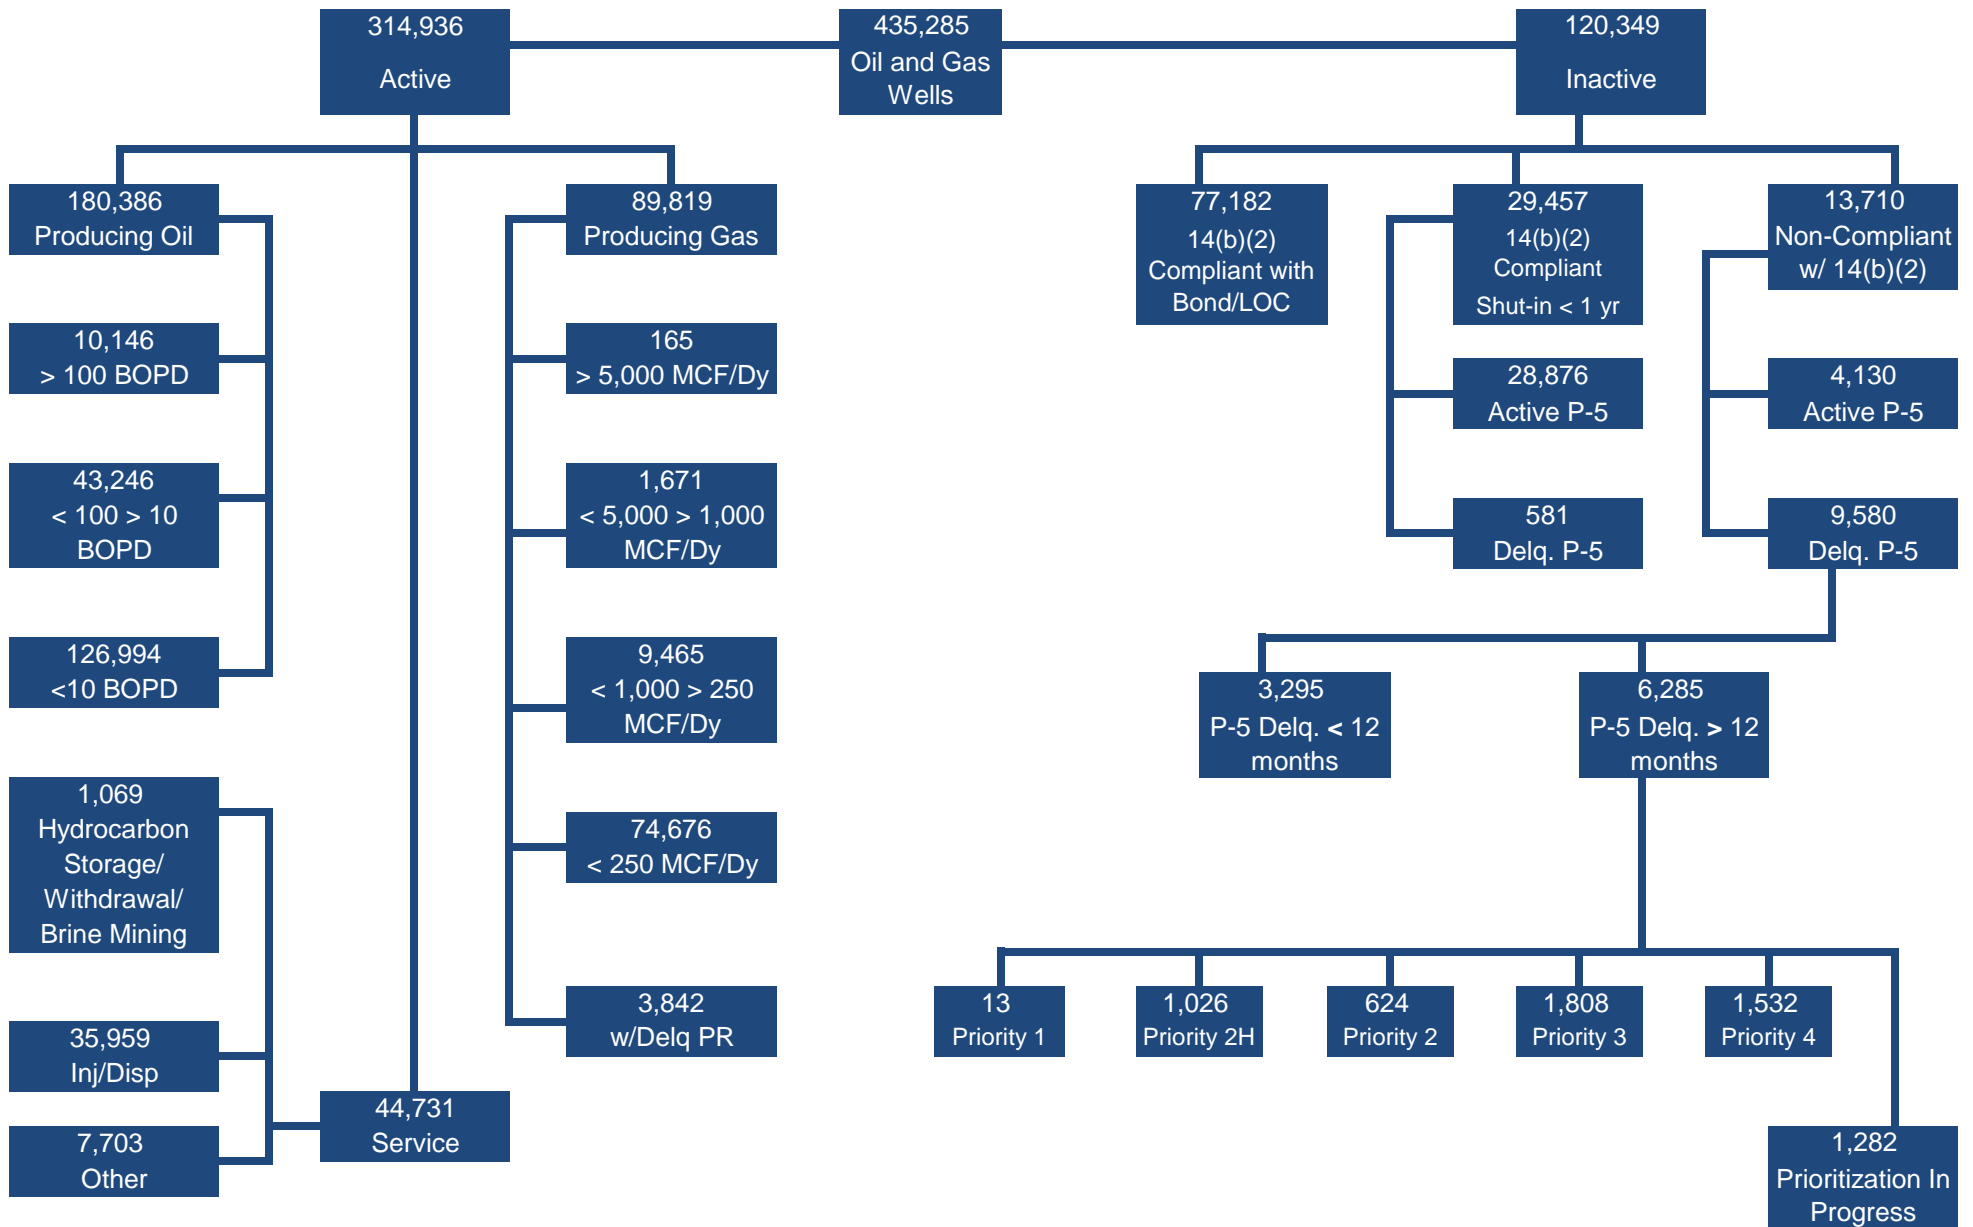 314,936
Active
435,285
Oil and Gas
Wells
120,349
Inactive
180,386
Producing Oil
10,146
> 100 BOPD
43,246
< 100 > 10
BOPD
126,994
<10 BOPD
89,819
Producing Gas
165
> 5,000 MCF/Dy
1,671
< 5,000 > 1,000
MCF/Dy
9,465
< 1,000 > 250
MCF/Dy
74,676
< 250 MCF/Dy
3,842
w/Delq PR
1,069
Hydrocarbon
Storage/
Withdrawal/
Brine Mining
35,959
Inj/Disp
7,703
Other
44,731
Service
77,182
14(b)(2)
Compliant with
Bond/LOC
29,457
14(b)(2)
Compliant
Shut-in < 1 yr
28,876
Active P-5
581
Delq. P-5
13,710
Non-Compliant
w/ 14(b)(2)
4,130
Active P-5
9,580
Delq. P-5
3,295
P-5 Delq. < 12
months
6,285
P-5 Delq. > 12
months
13
Priority 1
1,026
Priority 2H
624
Priority 2
1,808
Priority 3
1,532
Priority 4
1,282
Prioritization In
Progress